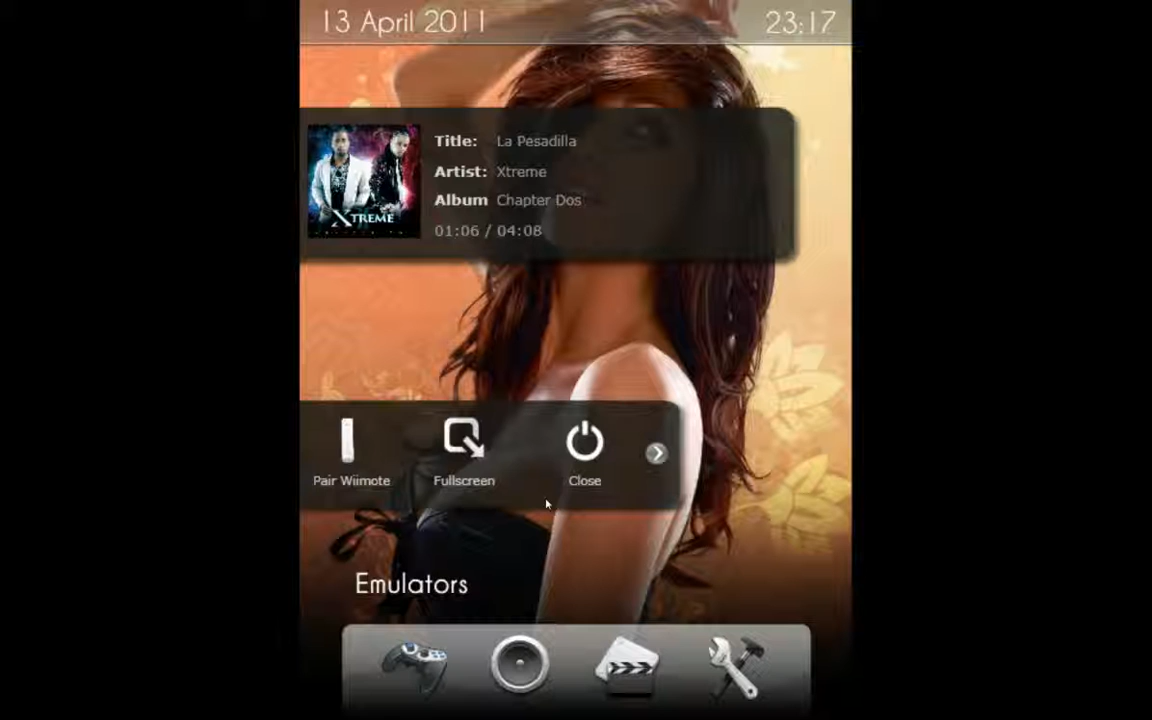 13 April 2011
23:17
XTREME
Title: La Pesadilla
Artist: Xtreme
Album Chapter Dos
01:06 / 04:08
Pair Wiimote
Fullscreen
Close
Emulators